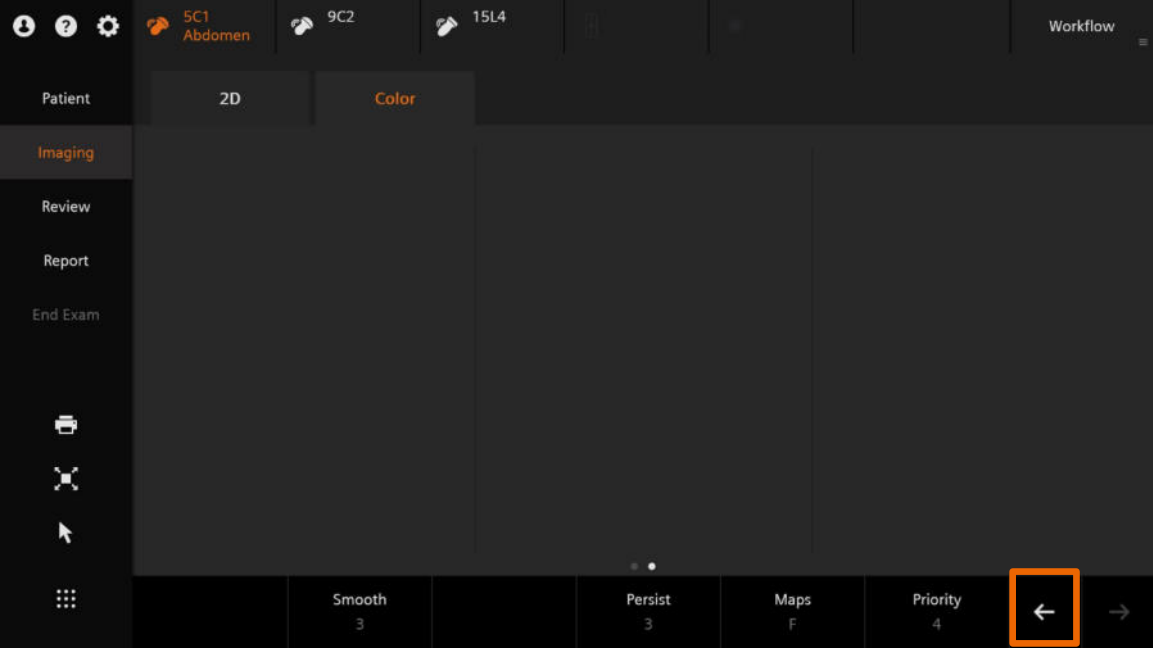 5C1
Abdomen
9C2
15L4
Workflow
Patient
2D
Color
Imaging
Review
Report
End Exam
Smooth
Persist
Maps
Priority
3
3
F
4